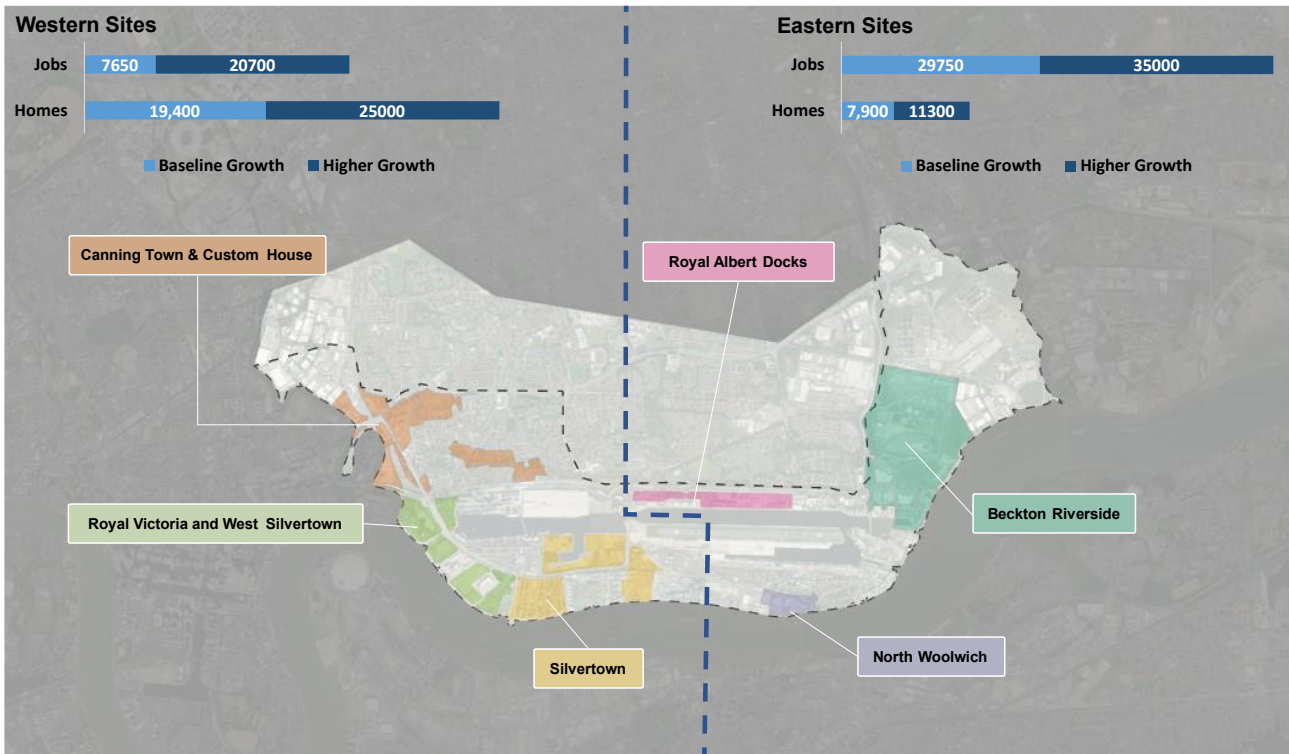 Western Sites
Jobs
7650
20700
Homes
19,400
25000
Baseline Growth
Higher Growth
Eastern Sites
Jobs
29750
35000
Homes
7,900
11300
Baseline Growth
Higher Growth
Canning Town & Custom House
Royal Albert Docks
Royal Victoria and West Silvertown
Beckton Riverside
Silvertown
North Woolwich